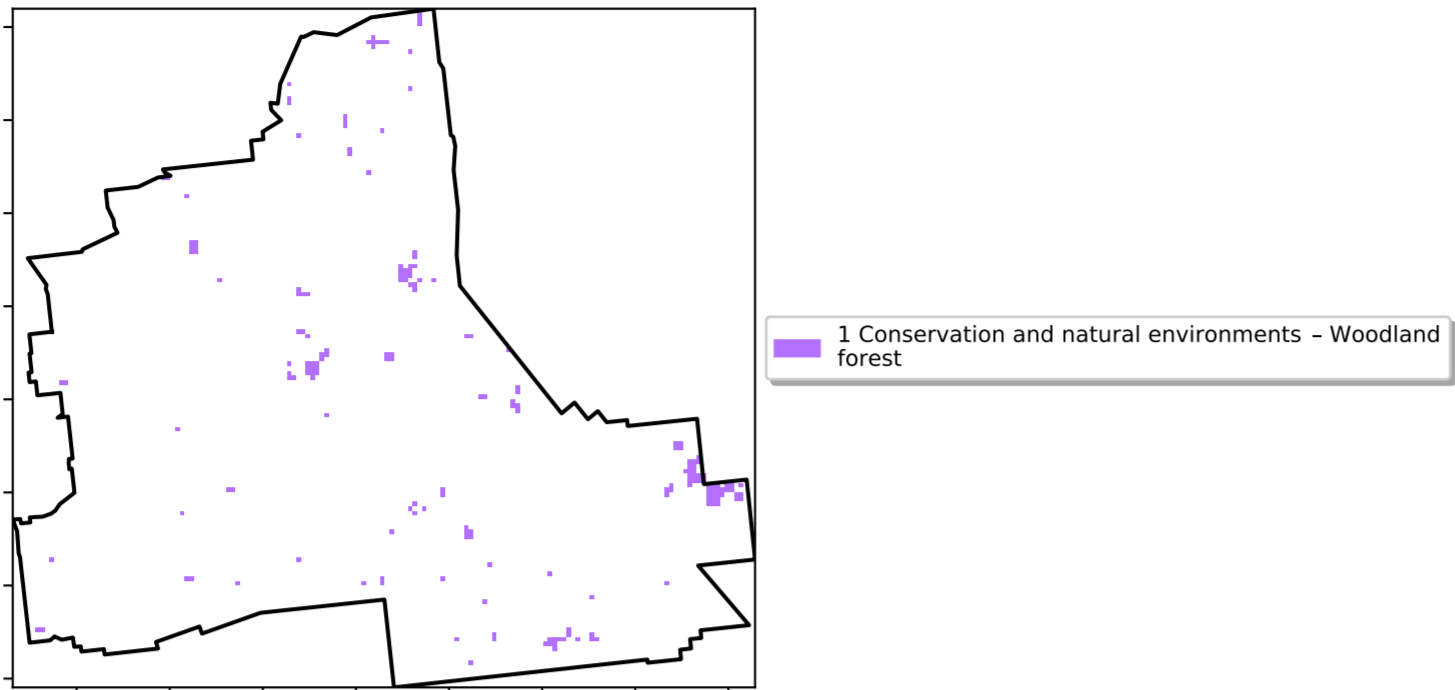 1 Conservation and natural environments – Woodland
forest